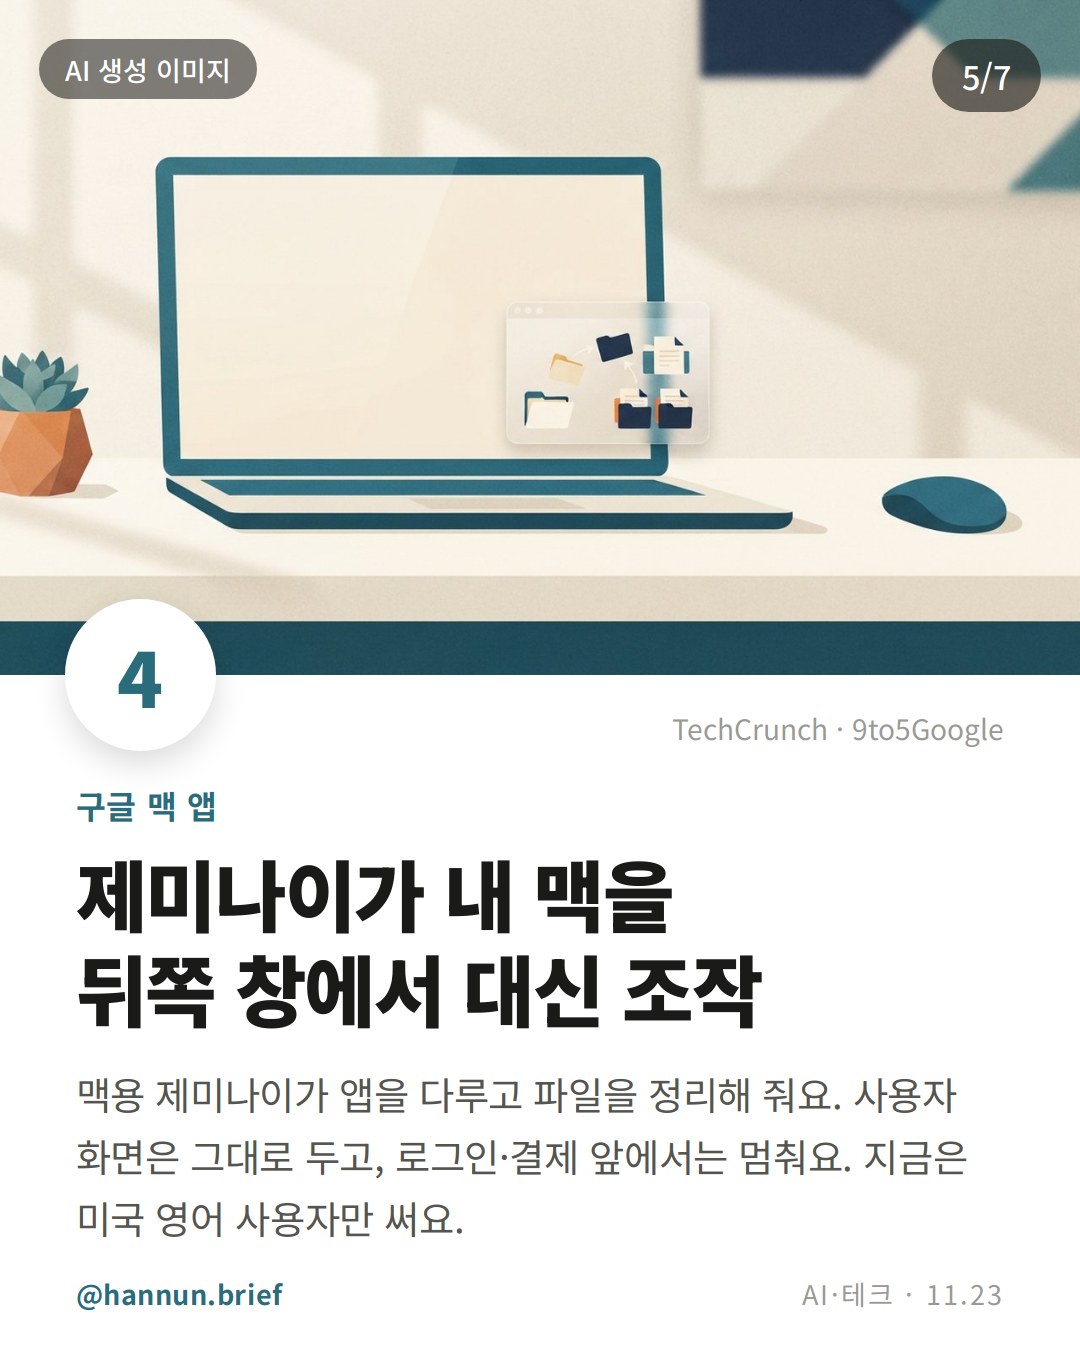 AI 생성 이미지
5/7
4
TechCrunch · 9to5Google
구글 맥 앱
제미나이가 내 맥을
뒤쪽 창에서 대신 조작
맥용 제미나이가 앱을 다루고 파일을 정리해 줘요. 사용자
화면은 그대로 두고, 로그인·결제 앞에서는 멈춰요. 지금은
미국 영어 사용자만 써요.
@hannun.brief
AI·테크 · 11.23